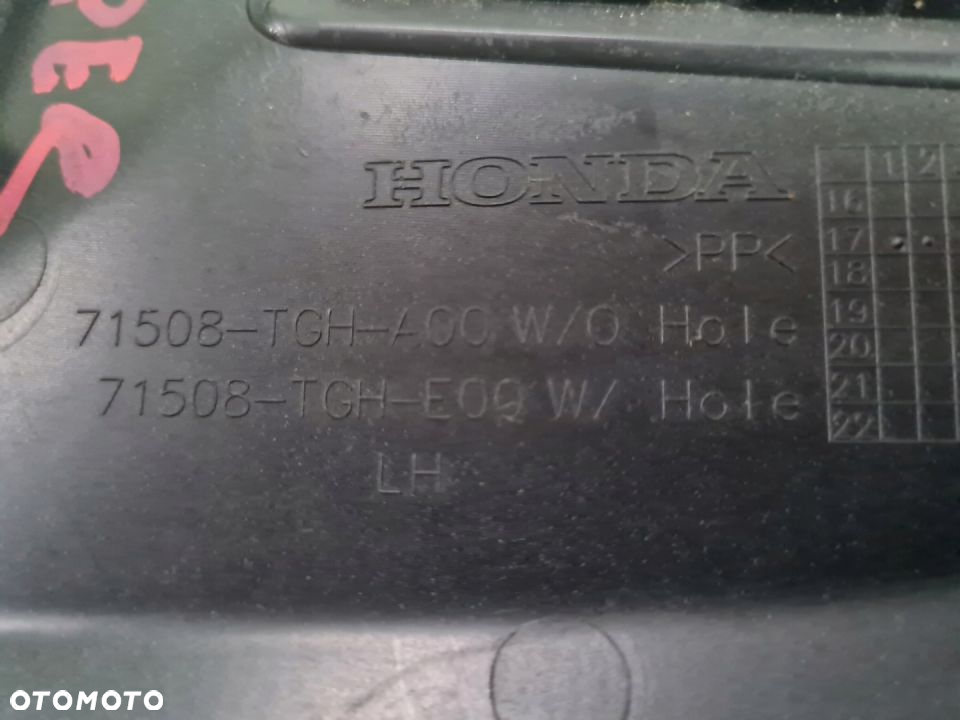 HONDA
>PP<
71508-TGH-A00 W/O Hole
71508-TGH-E00 W/ Hole
LH
1 2
16
17
18
19
20
21
22
OTOMOTO